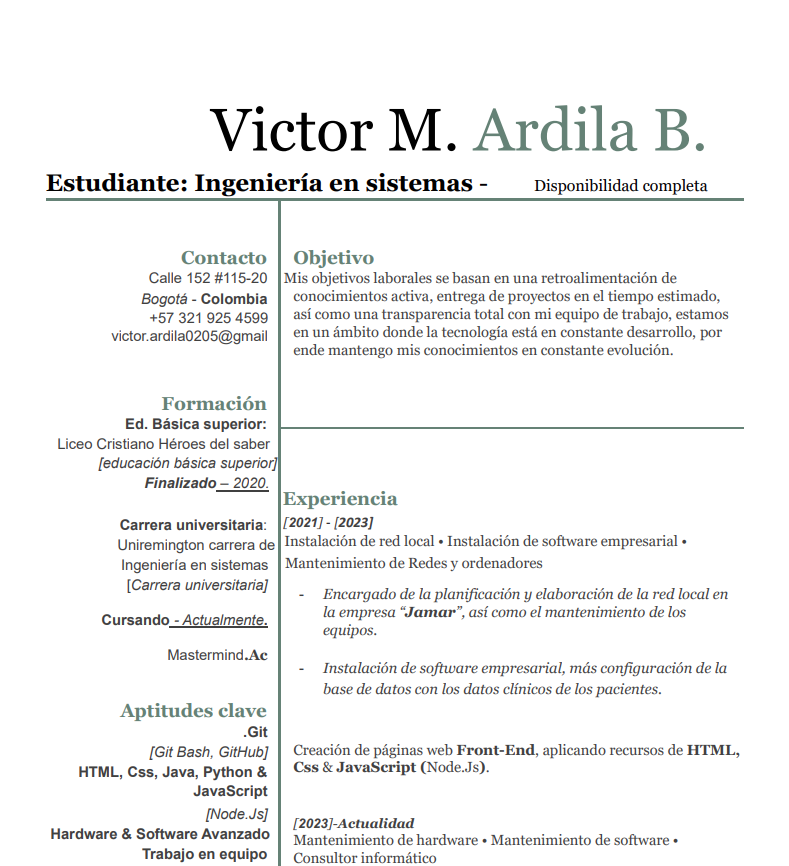 Victor M. Ardila B.
Estudiante: Ingeniería en sistemas -
Disponibilidad completa
Contacto
Calle 152 #115-20
Bogotá - Colombia
+57 321 925 4599
victor.ardila0205@gmail
Formación
Ed. Básica superior:
Liceo Cristiano Héroes del saber
[educación básica superior]
Finalizado – 2020.
Carrera universitaria:
Uniremington carrera de
Ingeniería en sistemas
[Carrera universitaria]
Cursando - Actualmente.
Mastermind.Ac
Aptitudes clave
.Git
[Git Bash, GitHub]
HTML, Css, Java, Python &
JavaScript
[Node.Js]
Hardware & Software Avanzado
Trabajo en equipo
Objetivo
Mis objetivos laborales se basan en una retroalimentación de
conocimientos activa, entrega de proyectos en el tiempo estimado,
así como una transparencia total con mi equipo de trabajo, estamos
en un ámbito donde la tecnología está en constante desarrollo, por
ende mantengo mis conocimientos en constante evolución.
Experiencia
[2021] - [2023]
Instalación de red local • Instalación de software empresarial •
Mantenimiento de Redes y ordenadores
- Encargado de la planificación y elaboración de la red local en
la empresa “Jamar”, así como el mantenimiento de los
equipos.
- Instalación de software empresarial, más configuración de la
base de datos con los datos clínicos de los pacientes.
Creación de páginas web Front-End, aplicando recursos de HTML,
Css & JavaScript (Node.Js).
[2023]-Actualidad
Mantenimiento de hardware • Mantenimiento de software •
Consultor informático